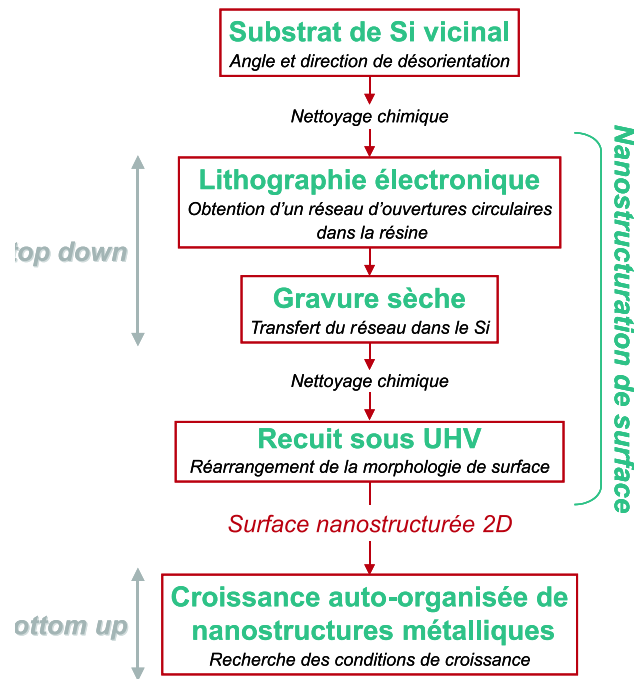 Substrat de Si vicinal
Angle et direction de désorientation
Nettoyage chimique
Lithographie électronique
Obtention d'un réseau d'ouvertures circulaires
dans la résine
top down
Gravure sèche
Transfert du réseau dans le Si
Nettoyage chimique
Recuit sous UHV
Réarrangement de la morphologie de surface
Nanostructuration de surface
Surface nanostructurée 2D
Croissance auto-organisée de
nanostructures métalliques
Recherche des conditions de croissance
ottom up